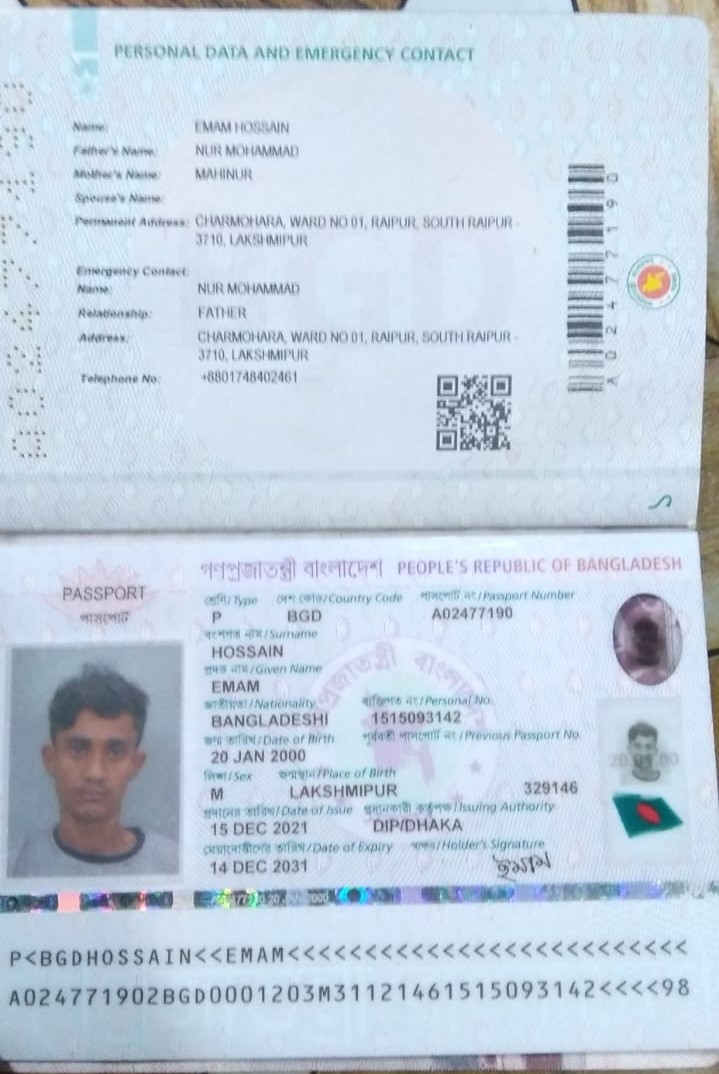 PERSONAL DATA AND EMERGENCY CONTACT
Name: EMAM HOSSAIN
Father's Name: NUR MOHAMMAD
Mother's Name: MAHINUR
Spouse's Name:
Permanent Address: CHARMOHARA, WARD NO 01, RAIPUR, SOUTH RAIPUR -
3710, LAKSHMIPUR
Emergency Contact:
Name: NUR MOHAMMAD
Relationship: FATHER
Address: CHARMOHARA, WARD NO 01, RAIPUR, SOUTH RAIPUR -
3710, LAKSHMIPUR
Telephone No: +8801748402461
A02477190
গণপ্রজাতন্ত্রী বাংলাদেশ PEOPLE'S REPUBLIC OF BANGLADESH
PASSPORT
পাসপোর্ট
শ্রেণি/Type দেশ কোড/Country Code পাসপোর্ট নং/Passport Number
P BGD A02477190
বংশগত নাম/Surname
HOSSAIN
প্রদত্ত নাম/Given Name
EMAM
জাতীয়তা/Nationality ব্যক্তিগত নং/Personal No.
BANGLADESHI 1515093142
জন্ম তারিখ/Date of Birth পূর্ববর্তী পাসপোর্ট নং/Previous Passport No.
20 JAN 2000
লিঙ্গ/Sex জন্মস্থান/Place of Birth
M LAKSHMIPUR 329146
প্রদানের তারিখ/Date of Issue প্রদানকারী কর্তৃপক্ষ/Issuing Authority
15 DEC 2021 DIP/DHAKA
মেয়াদোত্তীর্ণের তারিখ/Date of Expiry স্বাক্ষর/Holder's Signature
14 DEC 2031 ইমাম
P<BGDHOSSAIN<<EMAM<<<<<<<<<<<<<<<<<<<<<<<<<<
A024771902BGD0001203M31121461515093142<<<<98